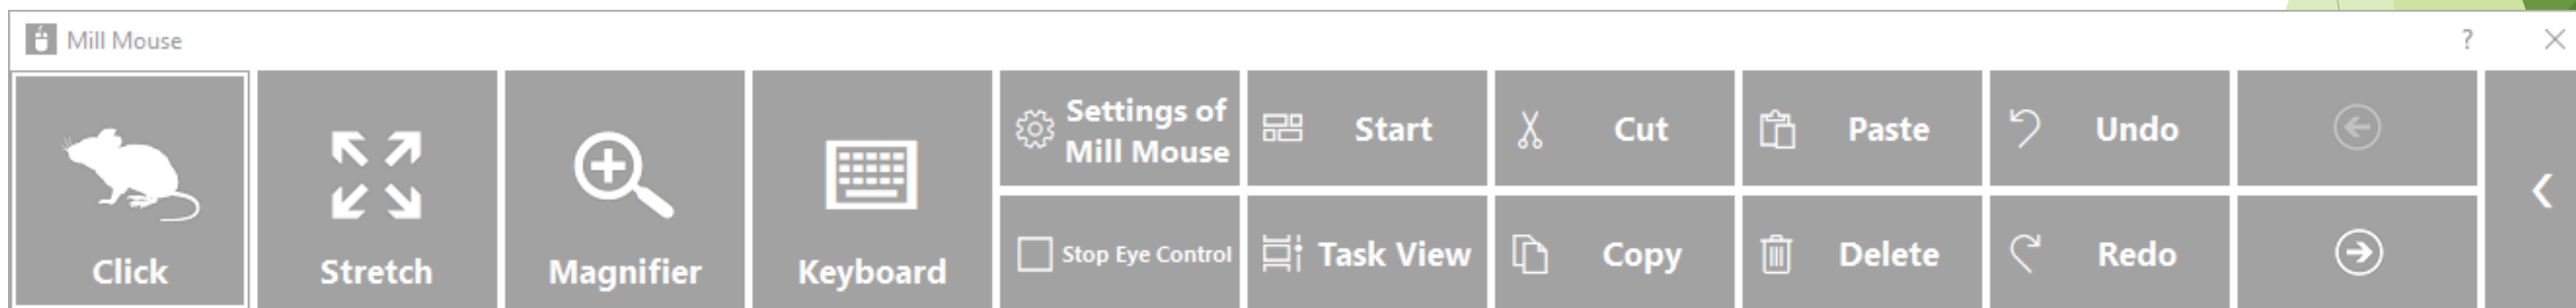 Mill Mouse
?
Click
Stretch
Magnifier
Keyboard
Settings of
Mill Mouse
Stop Eye Control
Start
Task View
Cut
Copy
Paste
Delete
Undo
Redo